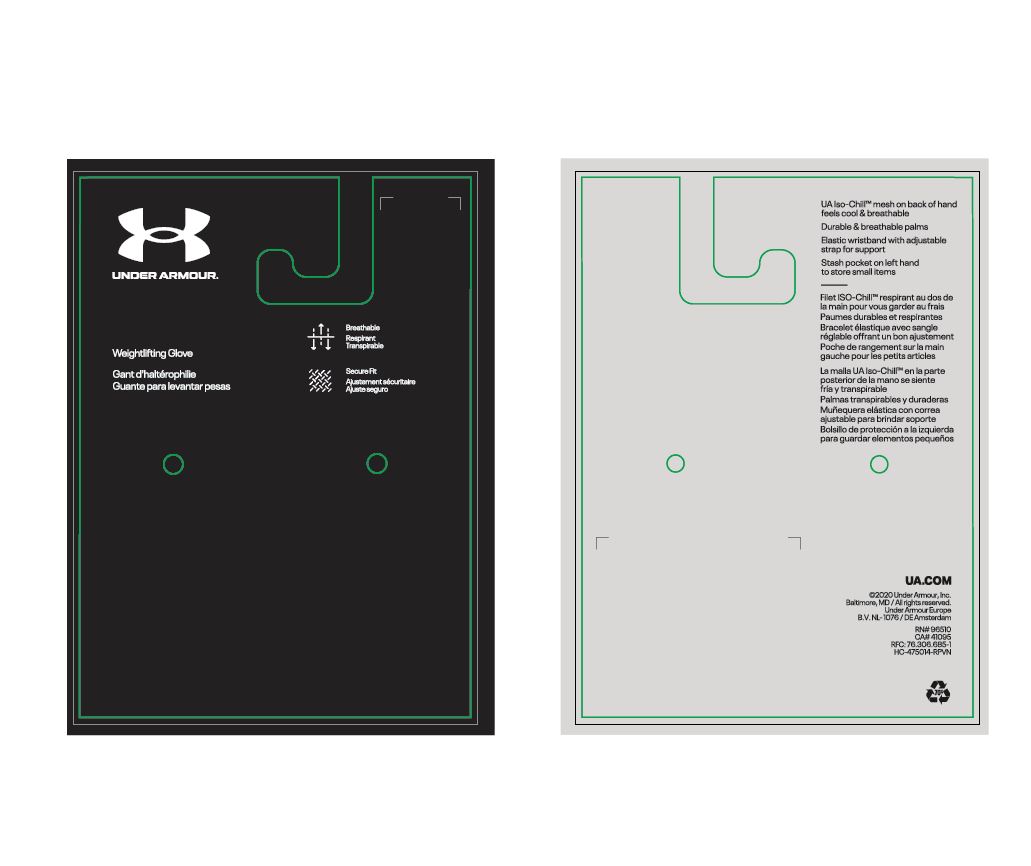 UNDER ARMOUR.
Weightlifting Glove
Gant d'haltérophilie
Guante para levantar pesas
Breathable
Respirant
Transpirable
Secure Fit
Ajustement sécuritaire
Ajuste seguro
UA Iso-Chill™ mesh on back of hand
feels cool & breathable
Durable & breathable palms
Elastic wristband with adjustable
strap for support
Stash pocket on left hand
to store small items
Filet ISO-Chill™ respirant au dos de
la main pour vous garder au frais
Paumes durables et respirantes
Bracelet élastique avec sangle
réglable offrant un bon ajustement
Poche de rangement sur la main
gauche pour les petits articles
La malla UA Iso-Chill™ en la parte
posterior de la mano se siente
fría y transpirable
Palmas transpirables y duraderas
Muñequera elástica con correa
ajustable para brindar soporte
Bolsillo de protección a la izquierda
para guardar elementos pequeños
UA.COM
©2020 Under Armour, Inc.
Baltimore, MD / All rights reserved.
Under Armour Europe
B.V. NL-1076 / DE Amsterdam
RN# 96510
CA# 41095
RFC: 76.306.685-1
HC-475014-RPVN